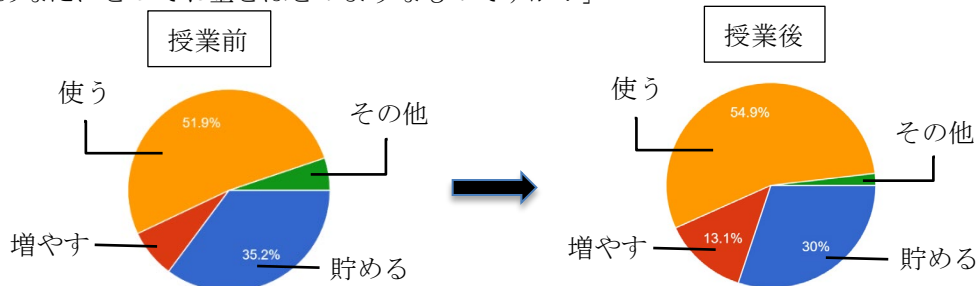 授業前
授業後
使う
51.9%
その他
増やす
35.2%
貯める
使う
54.9%
その他
増やす
13.1%
30%
貯める